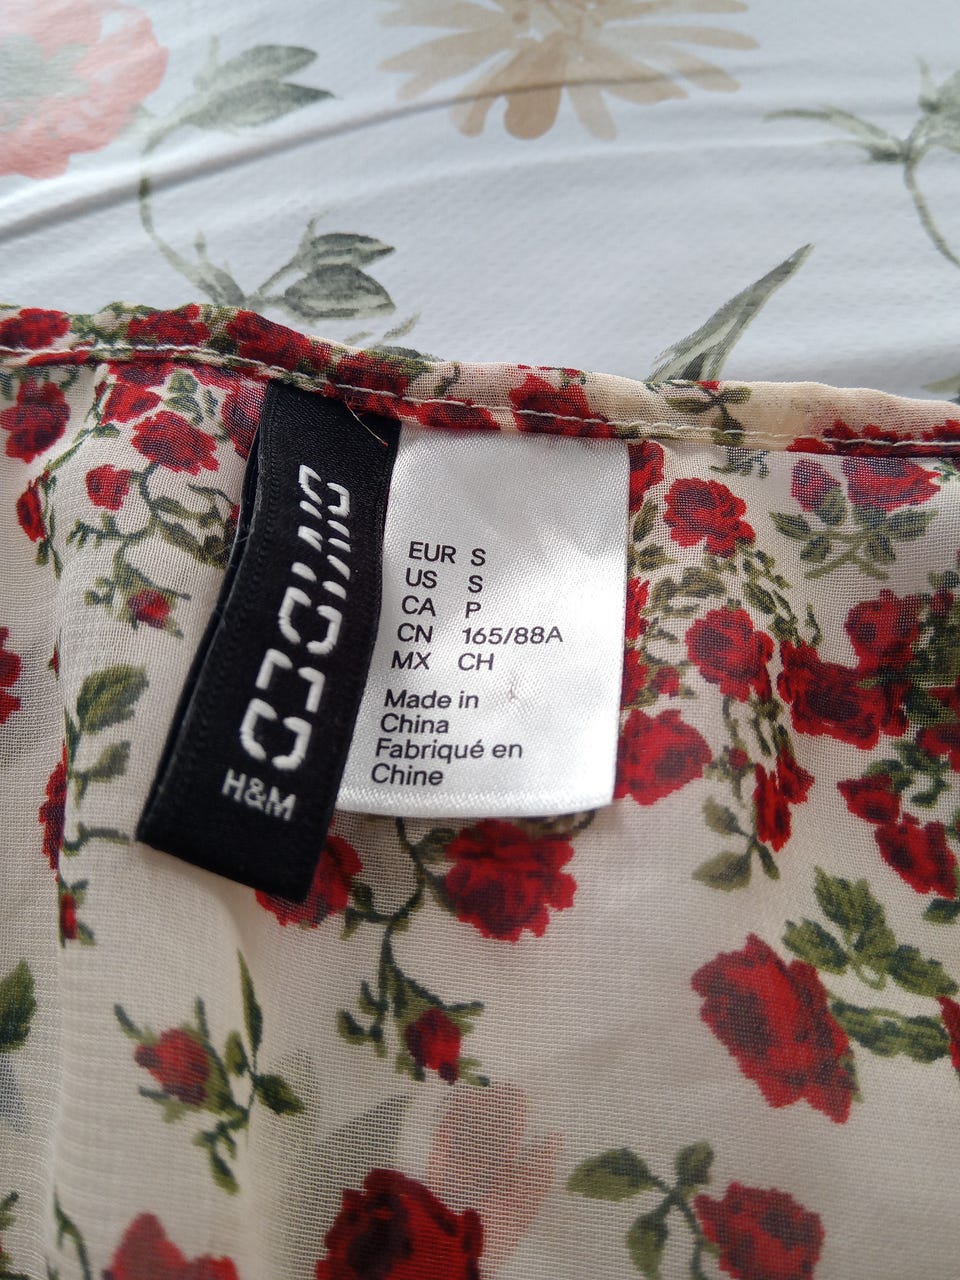 DIVIDED
H&M
EUR S
US S
CA P
CN 165/88A
MX CH
Made in
China
Fabriqué en
Chine